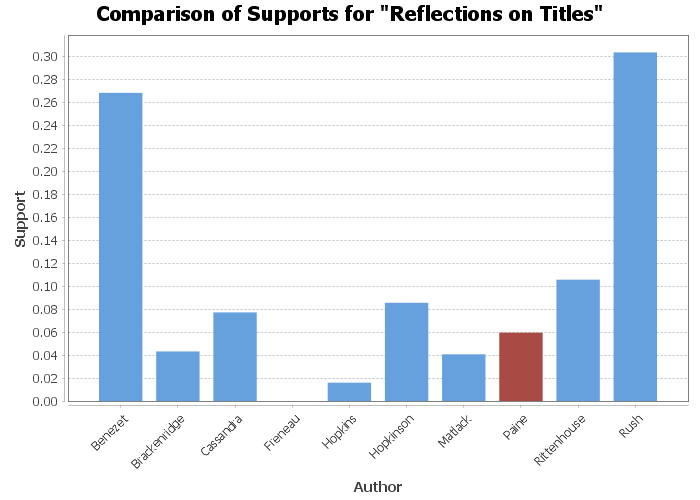 Comparison of Supports for "Reflections on Titles"
0.30
0.28
0.26
0.24
0.22
0.20
0.18
0.16
0.14
0.12
0.10
0.08
0.06
0.04
0.02
0.00
Support
Benezet
Brackenridge
Cassandra
Freneau
Hopkins
Hopkinson
Matlack
Paine
Rittenhouse
Rush
Author